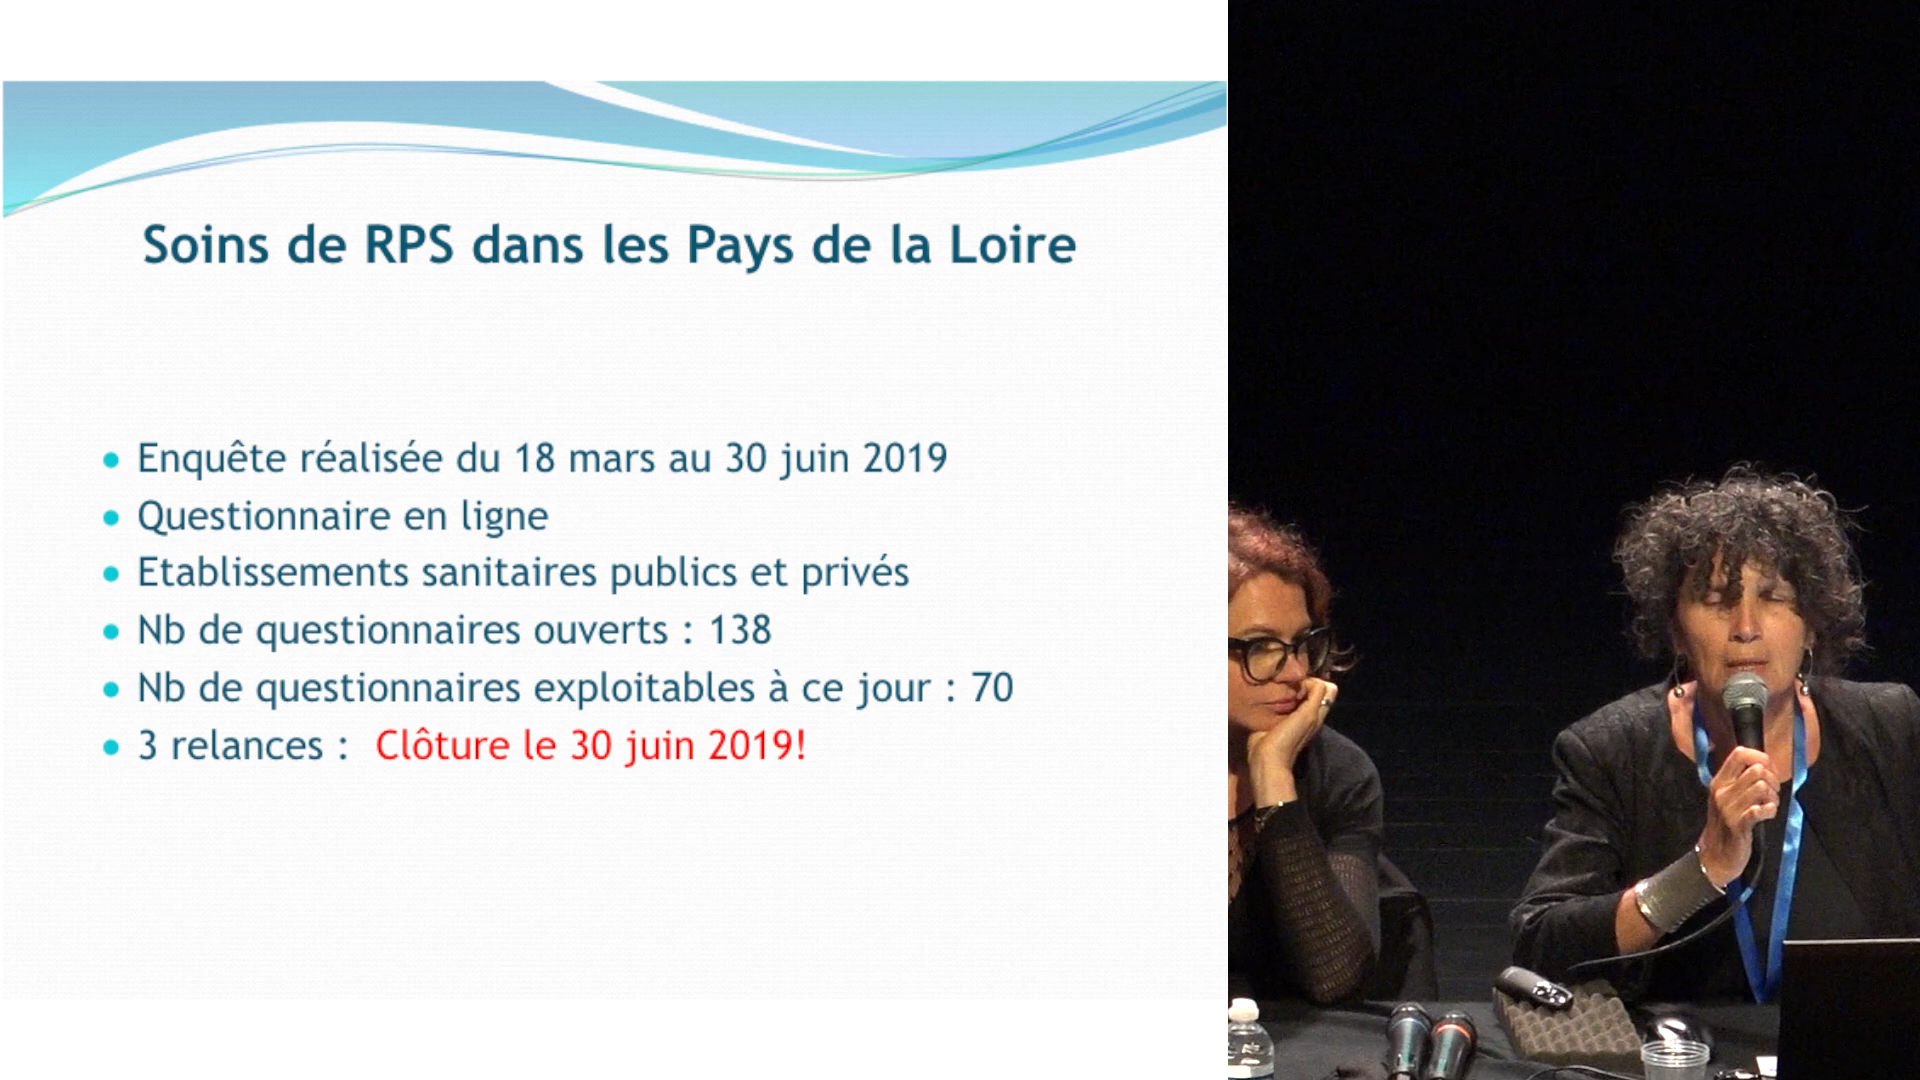 Soins de RPS dans les Pays de la Loire
Enquête réalisée du 18 mars au 30 juin 2019
Questionnaire en ligne
Etablissements sanitaires publics et privés
Nb de questionnaires ouverts : 138
Nb de questionnaires exploitables à ce jour : 70
3 relances : Clôture le 30 juin 2019!